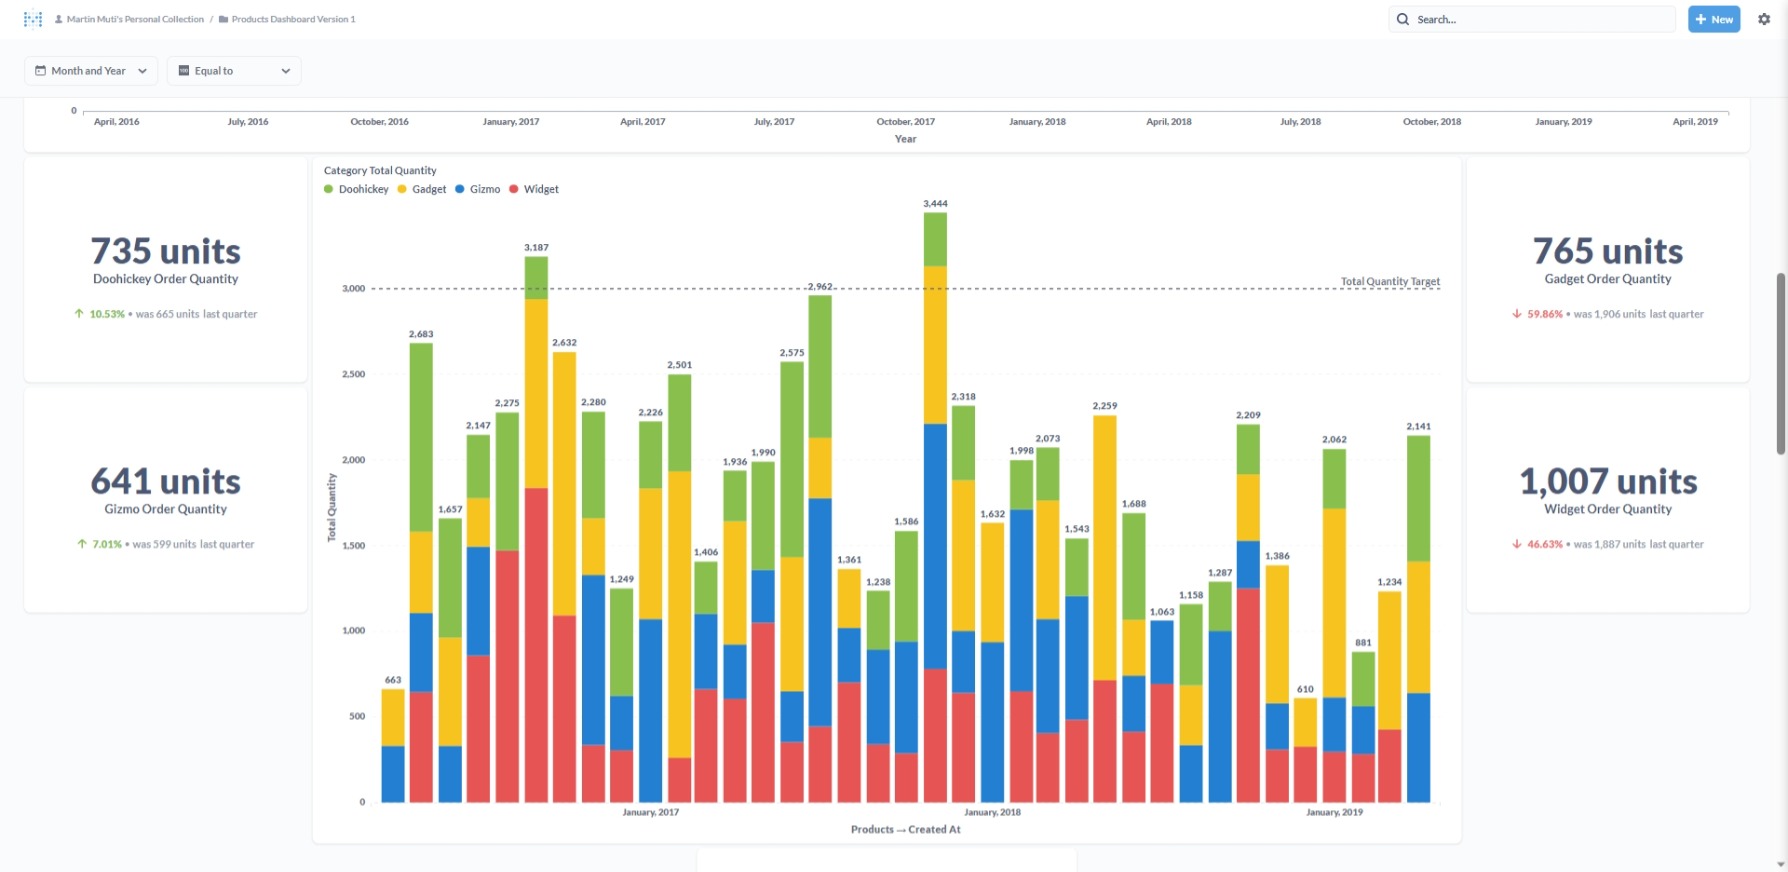 Martin Muti's Personal Collection / Products Dashboard Version 1
Search...
+ New
Month and Year
Equal to
0
April, 2016 July, 2016 October, 2016 January, 2017 April, 2017 July, 2017 October, 2017 January, 2018 April, 2018 July, 2018 October, 2018 January, 2019 April, 2019
Year
735 units
Doohickey Order Quantity
↑ 10.53% • was 665 units last quarter
641 units
Gizmo Order Quantity
↑ 7.01% • was 599 units last quarter
Category Total Quantity
Doohickey Gadget Gizmo Widget
Total Quantity Target
Total Quantity
3,000
2,500
2,000
1,500
1,000
500
0
663
2,683
1,657
2,147
2,275
3,187
2,632
2,280
1,249
2,226
2,501
1,406
1,936
1,990
2,575
2,962
1,361
1,238
1,586
3,444
2,318
1,632
1,998
2,073
1,543
2,259
1,688
1,063
1,158
1,287
2,209
1,386
610
2,062
881
1,234
2,141
January, 2017 January, 2018 January, 2019
Products → Created At
765 units
Gadget Order Quantity
↓ 59.86% • was 1,906 units last quarter
1,007 units
Widget Order Quantity
↓ 46.63% • was 1,887 units last quarter